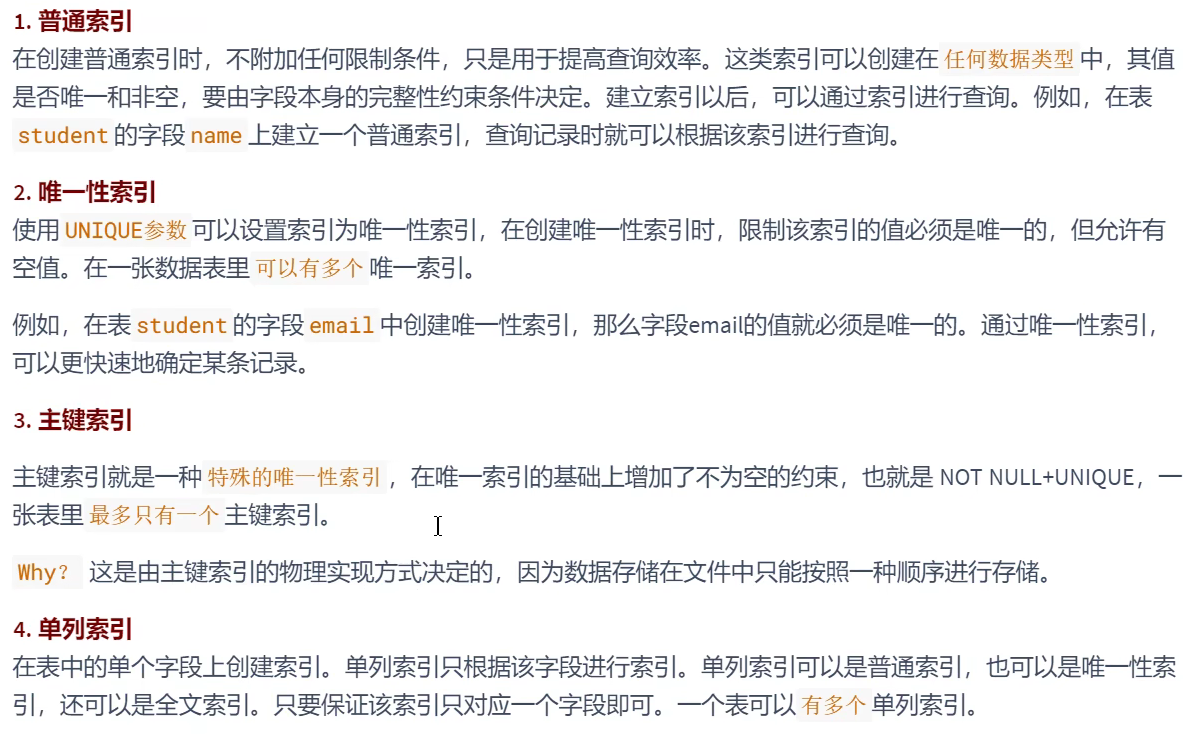 1. 普通索引
在创建普通索引时，不附加任何限制条件，只是用于提高查询效率。这类索引可以创建在 任何数据类型 中，其值
是否唯一和非空，要由字段本身的完整性约束条件决定。建立索引以后，可以通过索引进行查询。例如，在表
student 的字段 name 上建立一个普通索引，查询记录时就可以根据该索引进行查询。
2. 唯一性索引
使用 UNIQUE参数 可以设置索引为唯一性索引，在创建唯一性索引时，限制该索引的值必须是唯一的，但允许有
空值。在一张数据表里 可以有多个 唯一索引。
例如，在表 student 的字段 email 中创建唯一性索引，那么字段email的值就必须是唯一的。通过唯一性索引，
可以更快速地确定某条记录。
3. 主键索引
主键索引就是一种 特殊的唯一性索引 ，在唯一索引的基础上增加了不为空的约束，也就是 NOT NULL+UNIQUE，一
张表里 最多只有一个 主键索引。
Why？ 这是由主键索引的物理实现方式决定的，因为数据存储在文件中只能按照一种顺序进行存储。
4. 单列索引
在表中的单个字段上创建索引。单列索引只根据该字段进行索引。单列索引可以是普通索引，也可以是唯一性索
引，还可以是全文索引。只要保证该索引只对应一个字段即可。一个表可以 有多个 单列索引。